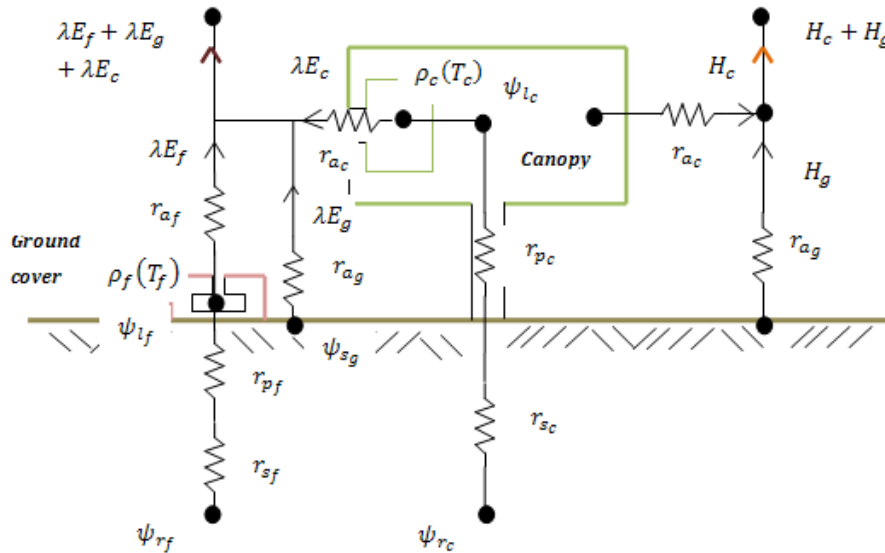 λE_f + λE_g
+ λE_c
λE_c
ρ_c(T_c)
ψ_{l_c}
H_c
H_c + H_g
λE_f
r_{a_c}
Canopy
r_{a_c}
H_g
r_{a_f}
λE_g
Ground
cover
ρ_f(T_f)
r_{a_g}
r_{p_c}
r_{a_g}
ψ_{l_f}
ψ_{s_g}
r_{p_f}
r_{s_c}
r_{s_f}
ψ_{r_f}
ψ_{r_c}